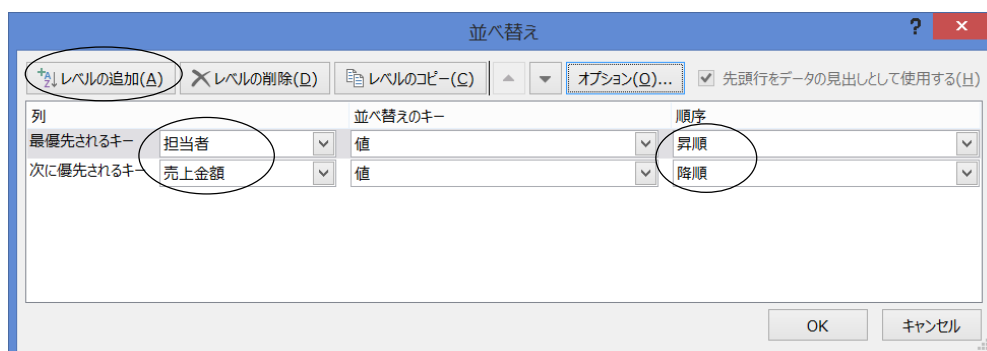 並べ替え ? ×
レベルの追加(A) レベルの削除(D) レベルのコピー(C) オプション(O)... 先頭行をデータの見出しとして使用する(H)
列 並べ替えのキー 順序
最優先されるキー 担当者 値 昇順
次に優先されるキー 売上金額 値 降順
OK キャンセル